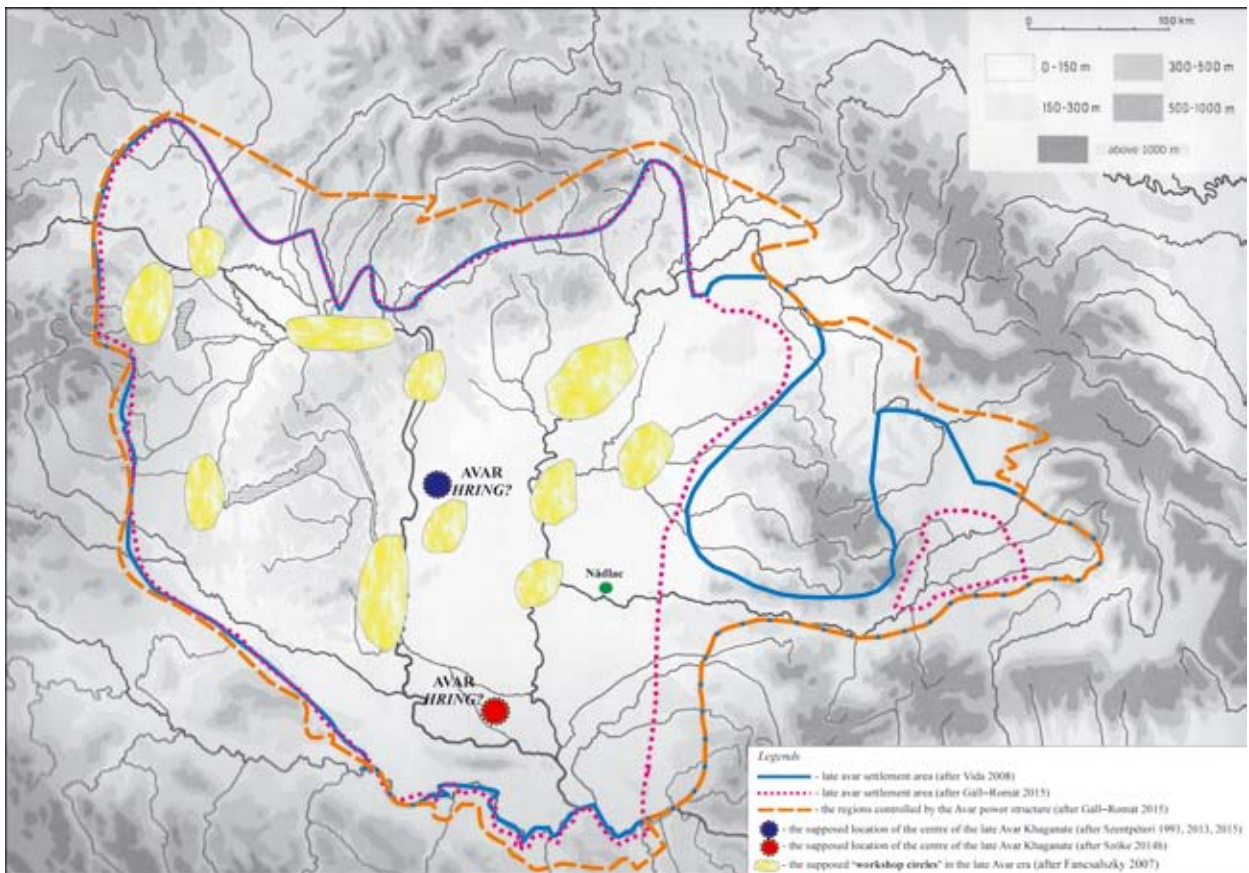 0 100 km
0-150 m 300-500 m
150-300 m 500-1000 m
above 1000 m
AVAR
HRING?
Nădlac
AVAR
HRING?
Legends
- late avar settlement area (after Vida 2008)
- late avar settlement area (after Gáll–Romát 2015)
- the regions controlled by the Avar power structure (after Gáll–Romát 2015)
- the supposed location of the centre of the late Avar Khaganate (after Szentpéteri 1993, 2013, 2015)
- the supposed location of the centre of the late Avar Khaganate (after Szőke 2014b)
- the supposed 'workshop circles' in the late Avar era (after Fancsalszky 2007)